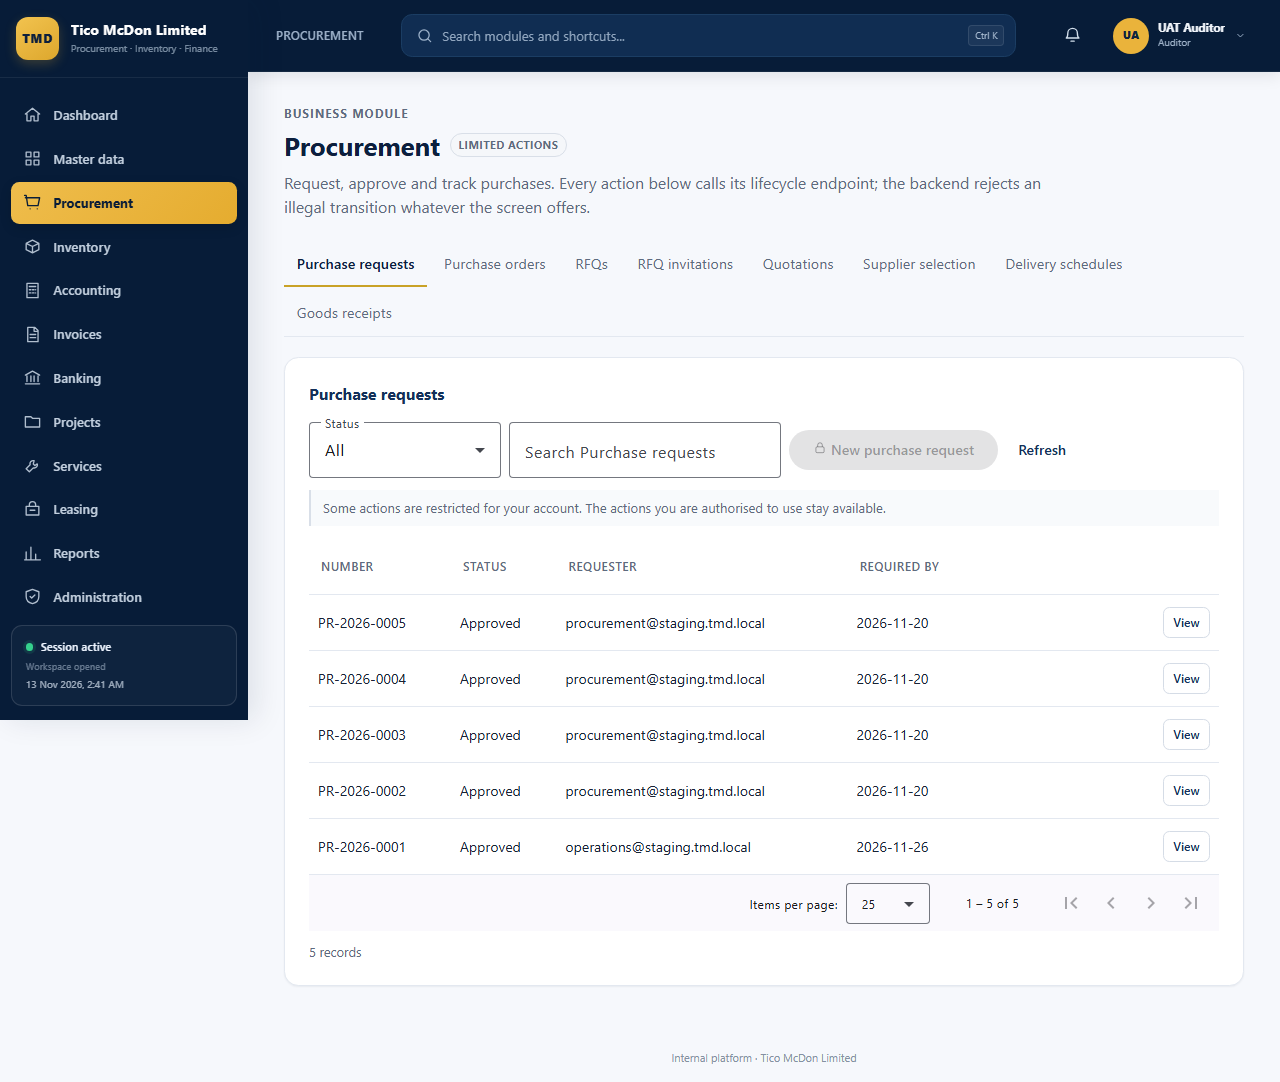 TMD
Tico McDon Limited
Procurement · Inventory · Finance
PROCUREMENT
Search modules and shortcuts...
Ctrl K
UA
UAT Auditor
Auditor
Dashboard
Master data
Procurement
Inventory
Accounting
Invoices
Banking
Projects
Services
Leasing
Reports
Administration
Session active
Workspace opened
13 Nov 2026, 2:41 AM
BUSINESS MODULE
Procurement
LIMITED ACTIONS
Request, approve and track purchases. Every action below calls its lifecycle endpoint; the backend rejects an
illegal transition whatever the screen offers.
Purchase requests Purchase orders RFQs RFQ invitations Quotations Supplier selection Delivery schedules
Goods receipts
Purchase requests
Status
All
Search Purchase requests
New purchase request
Refresh
Some actions are restricted for your account. The actions you are authorised to use stay available.
NUMBER STATUS REQUESTER REQUIRED BY
PR-2026-0005 Approved procurement@staging.tmd.local 2026-11-20 View
PR-2026-0004 Approved procurement@staging.tmd.local 2026-11-20 View
PR-2026-0003 Approved procurement@staging.tmd.local 2026-11-20 View
PR-2026-0002 Approved procurement@staging.tmd.local 2026-11-20 View
PR-2026-0001 Approved operations@staging.tmd.local 2026-11-26 View
Items per page: 25 1 – 5 of 5
5 records
Internal platform · Tico McDon Limited